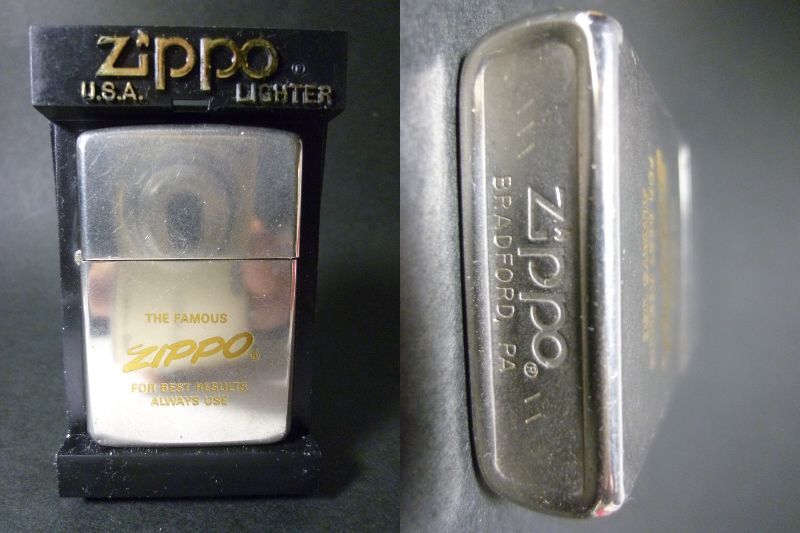 Zippo ®
U.S.A. LIGHTER
THE FAMOUS
ZIPPO ®
FOR BEST RESULTS
ALWAYS USE
\ \ \ Zippo ® \ \
BRADFORD, PA